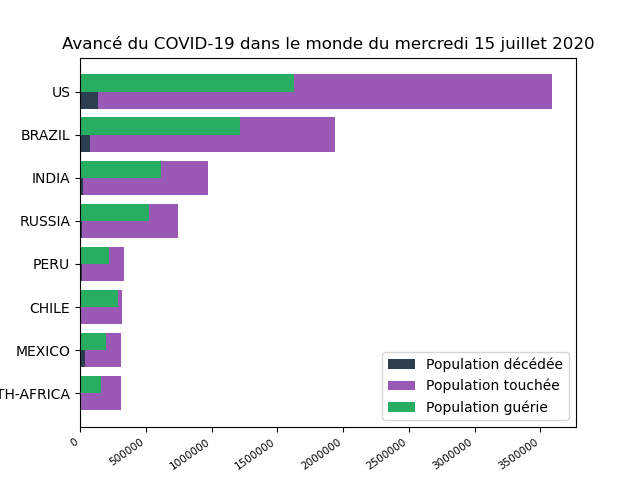 Avancé du COVID-19 dans le monde du mercredi 15 juillet 2020
US
BRAZIL
INDIA
RUSSIA
PERU
CHILE
MEXICO
TH-AFRICA
Population décédée
Population touchée
Population guérie
0 500000 1000000 1500000 2000000 2500000 3000000 3500000